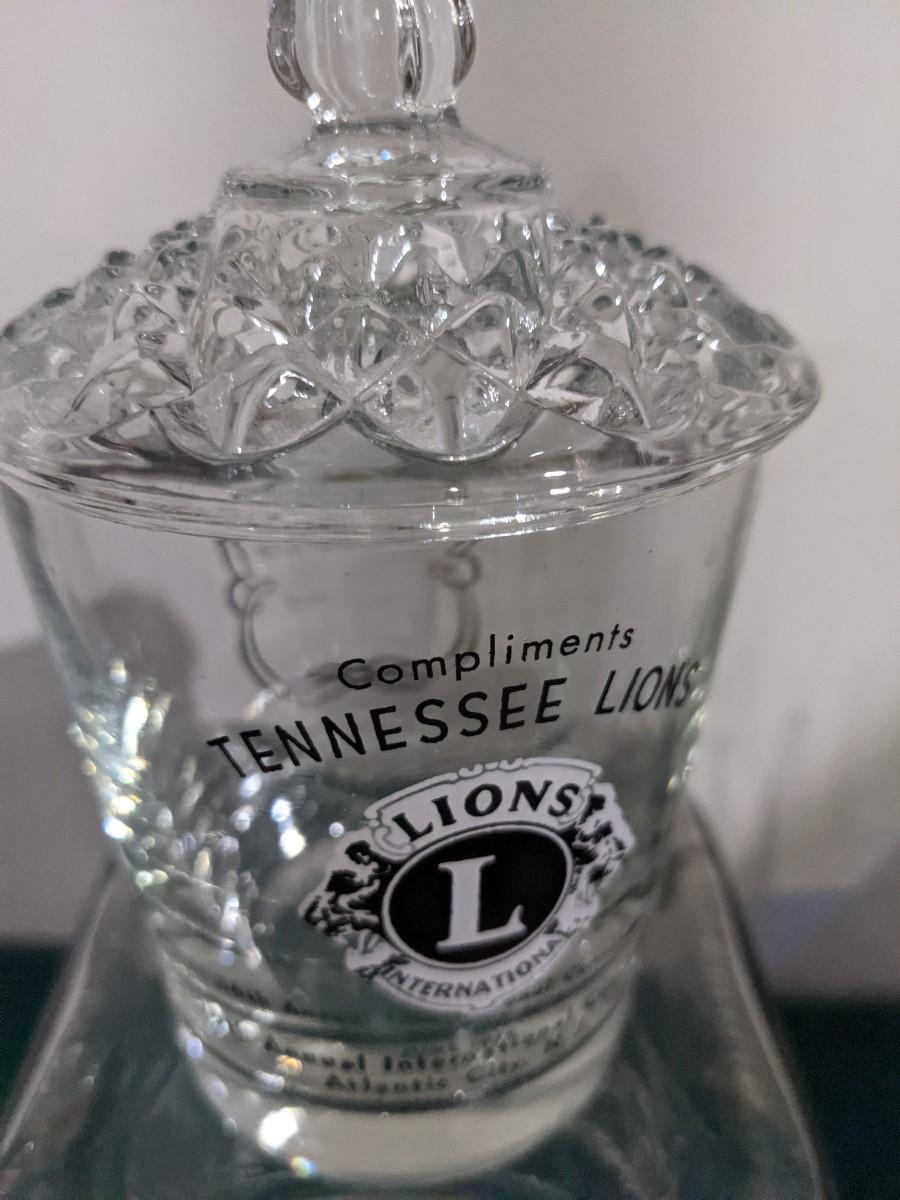 Compliments
TENNESSEE LIONS
LIONS
L
INTERNATIONAL
Annual International
Atlantic City, N.